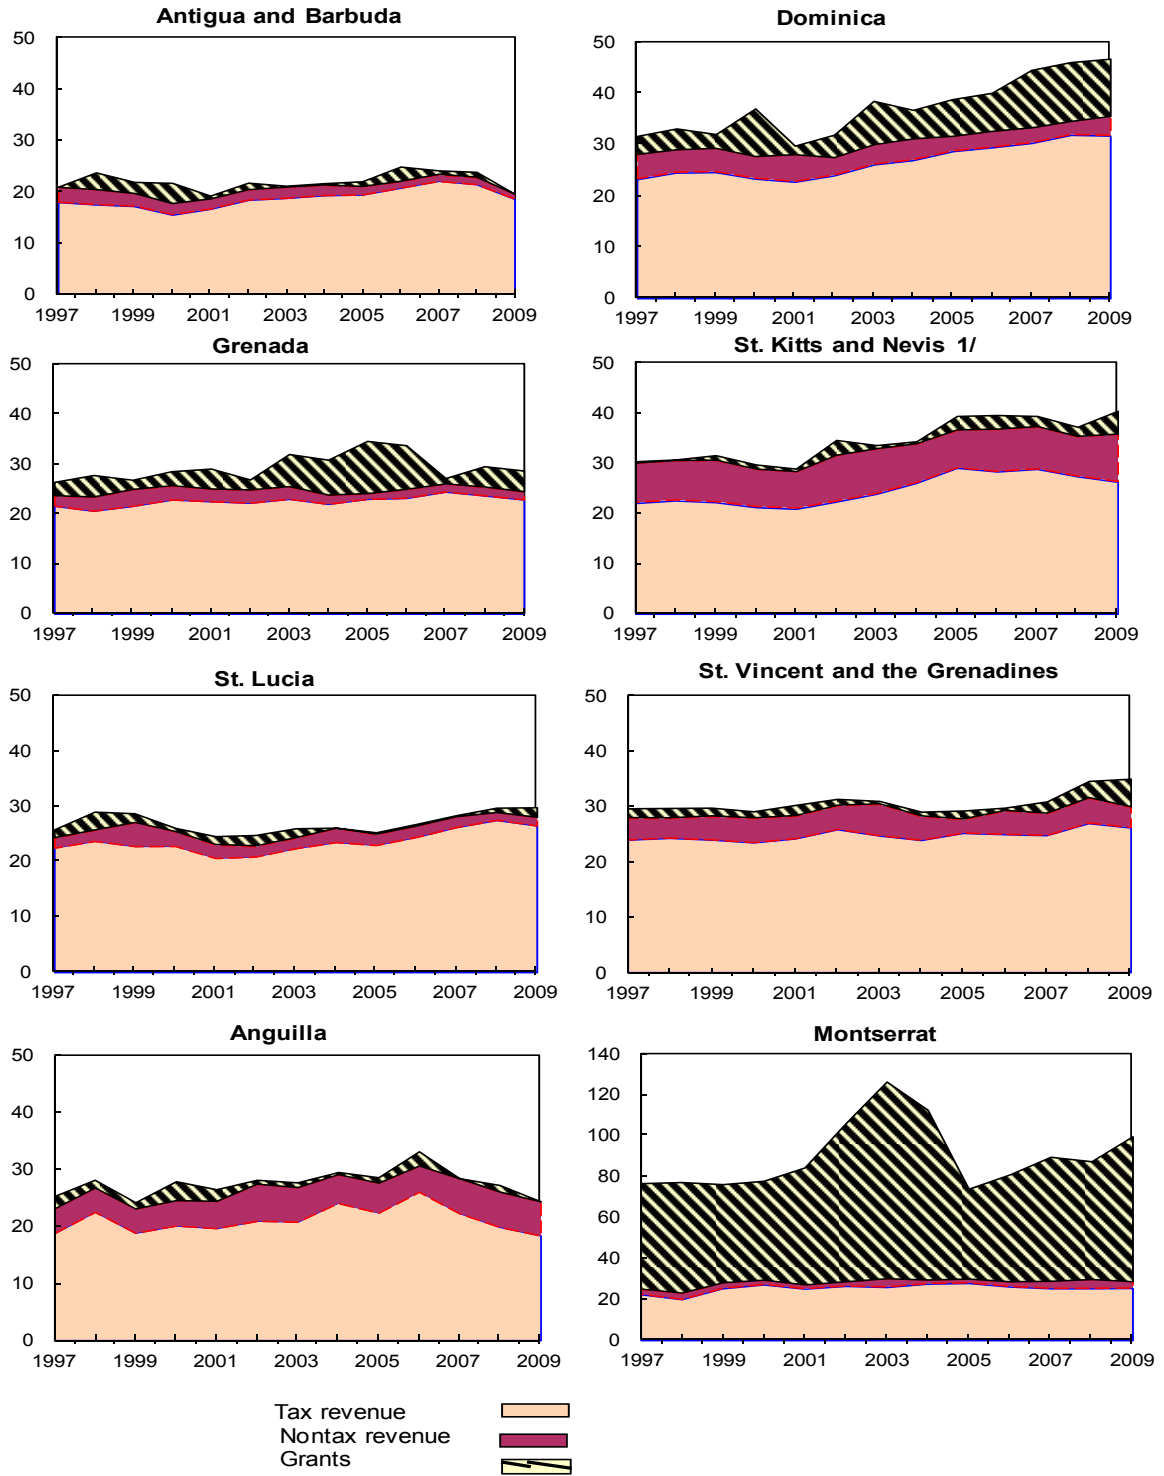 Antigua and Barbuda
50
40
30
20
10
0
1997 1999 2001 2003 2005 2007 2009
Dominica
50
40
30
20
10
0
1997 1999 2001 2003 2005 2007 2009
Grenada
50
40
30
20
10
0
1997 1999 2001 2003 2005 2007 2009
St. Kitts and Nevis 1/
50
40
30
20
10
0
1997 1999 2001 2003 2005 2007 2009
St. Lucia
50
40
30
20
10
0
1997 1999 2001 2003 2005 2007 2009
St. Vincent and the Grenadines
50
40
30
20
10
0
1997 1999 2001 2003 2005 2007 2009
Anguilla
50
40
30
20
10
0
1997 1999 2001 2003 2005 2007 2009
Montserrat
140
120
100
80
60
40
20
0
1997 1999 2001 2003 2005 2007 2009
Tax revenue
Nontax revenue
Grants